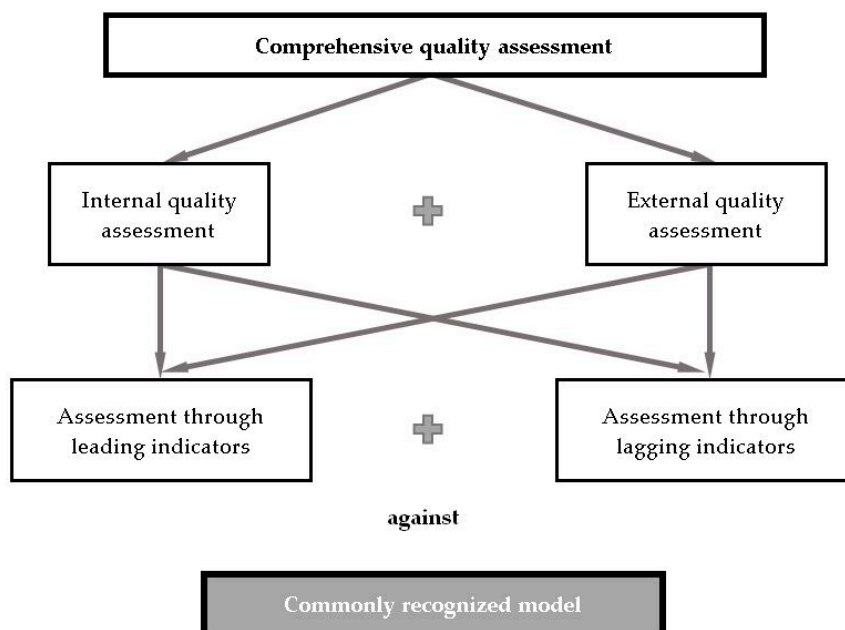 Comprehensive quality assessment
Internal quality
assessment
External quality
assessment
Assessment through
leading indicators
Assessment through
lagging indicators
against
Commonly recognized model